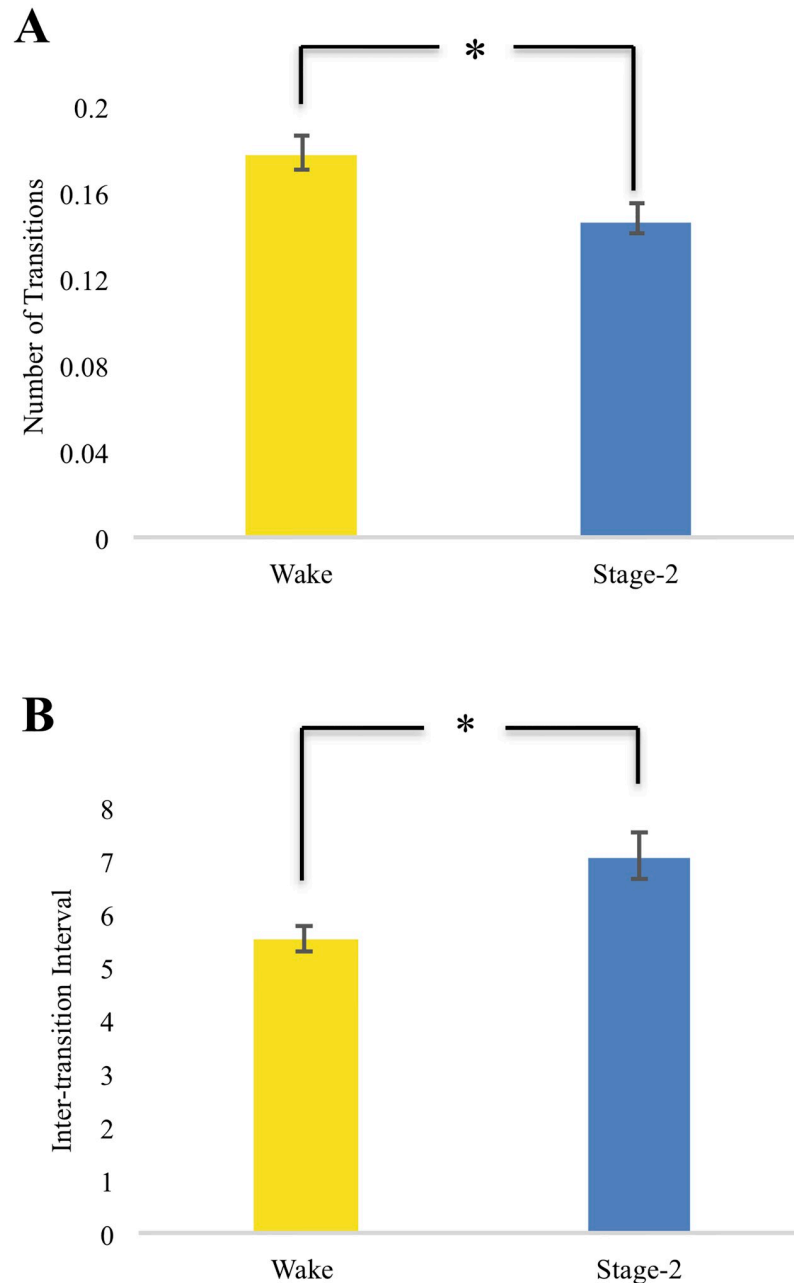 A
*
Number of Transitions
0.2
0.16
0.12
0.08
0.04
0
Wake Stage-2
B
*
Inter-transition Interval
8
7
6
5
4
3
2
1
0
Wake Stage-2